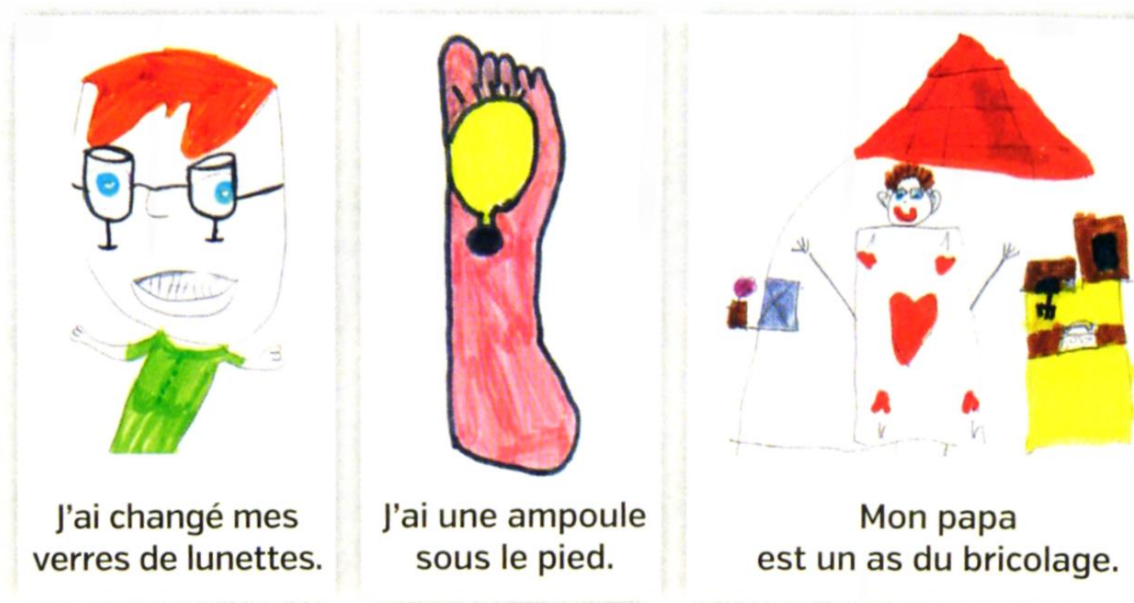 J'ai changé mes
verres de lunettes.
J'ai une ampoule
sous le pied.
Mon papa
est un as du bricolage.